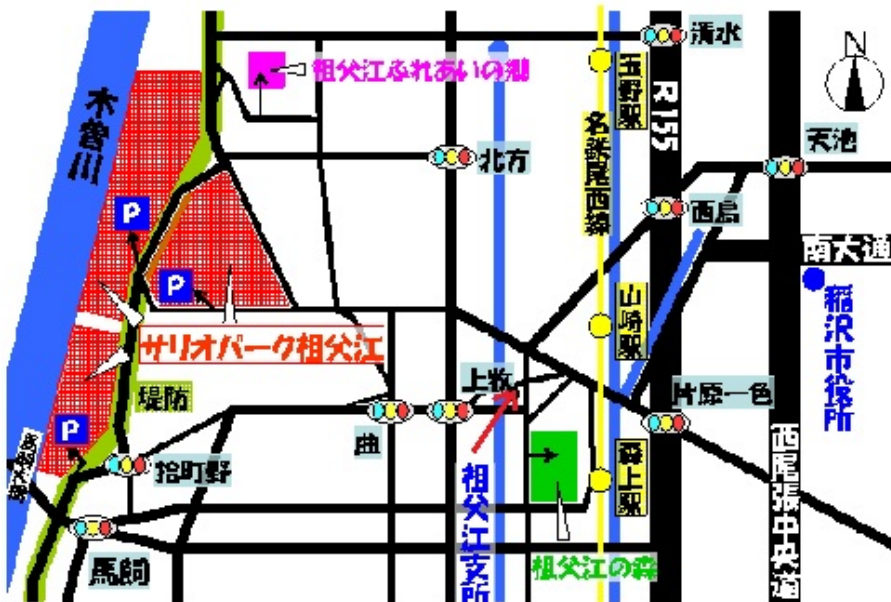 清水
N
祖父江ふれあいの郷
玉野駅
木曽川
R155
名鉄尾西線
天池
北方
P
西島
南大通
P
山崎駅
稲沢市役所
サリオパーク祖父江
堤防
上牧
片原一色
曲
P
拾町野
祖父江支所
森上駅
西尾張中央道
馬飼
祖父江の森